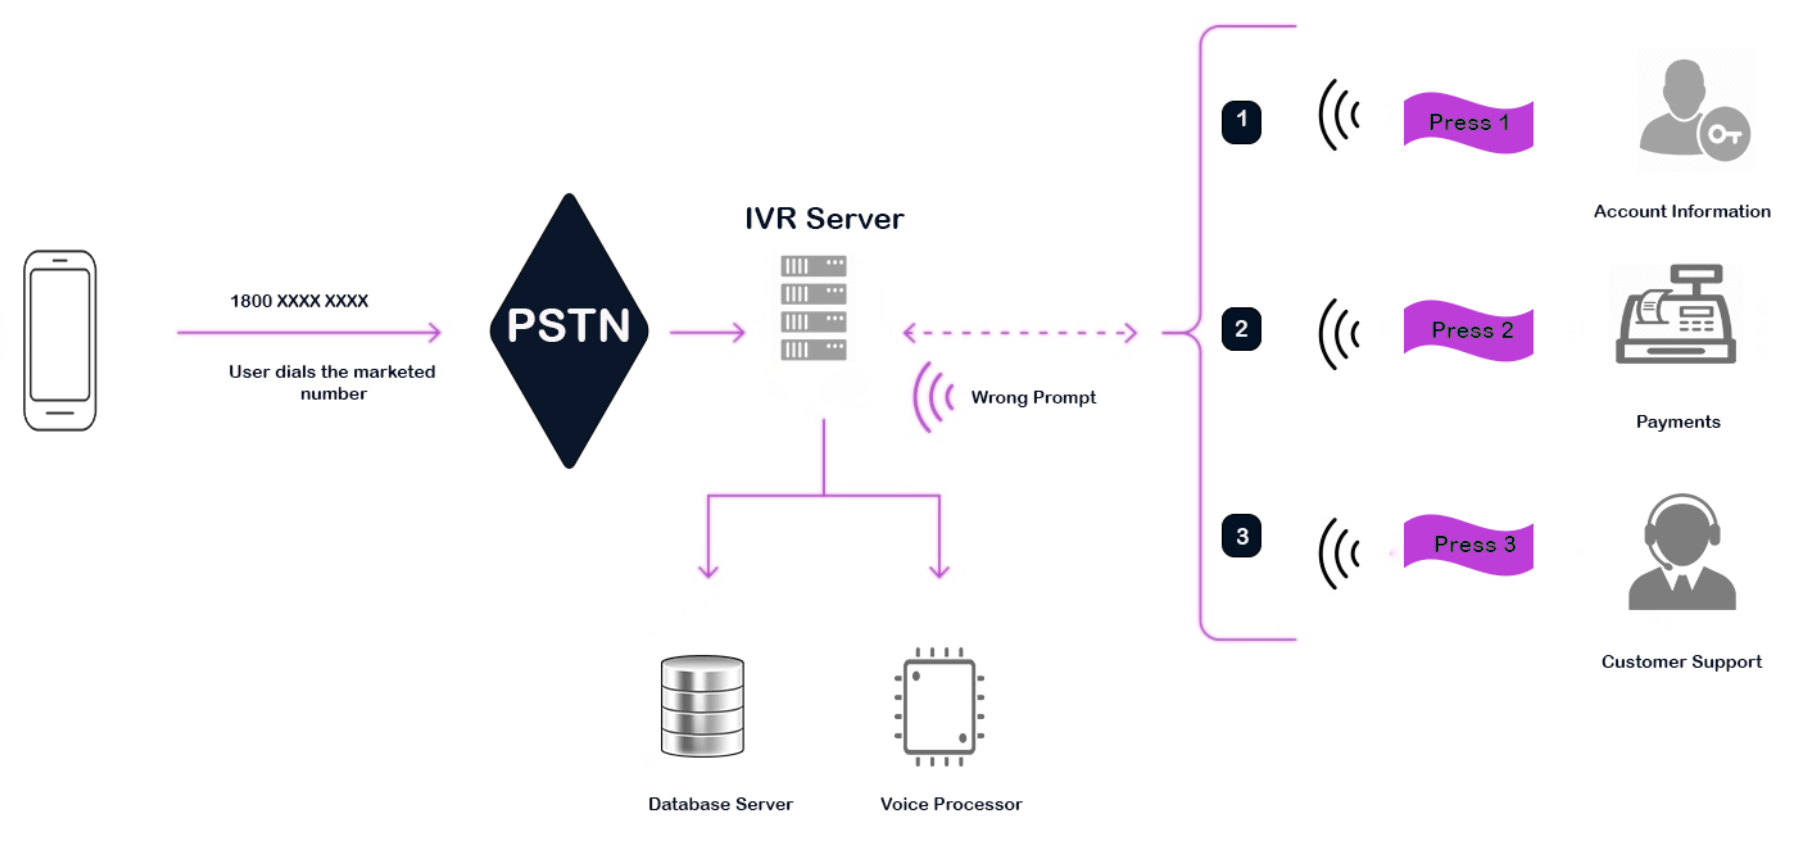 1800 XXXX XXXX
User dials the marketed
number
PSTN
IVR Server
Wrong Prompt
Database Server
Voice Processor
1
Press 1
Account Information
2
Press 2
Payments
3
Press 3
Customer Support